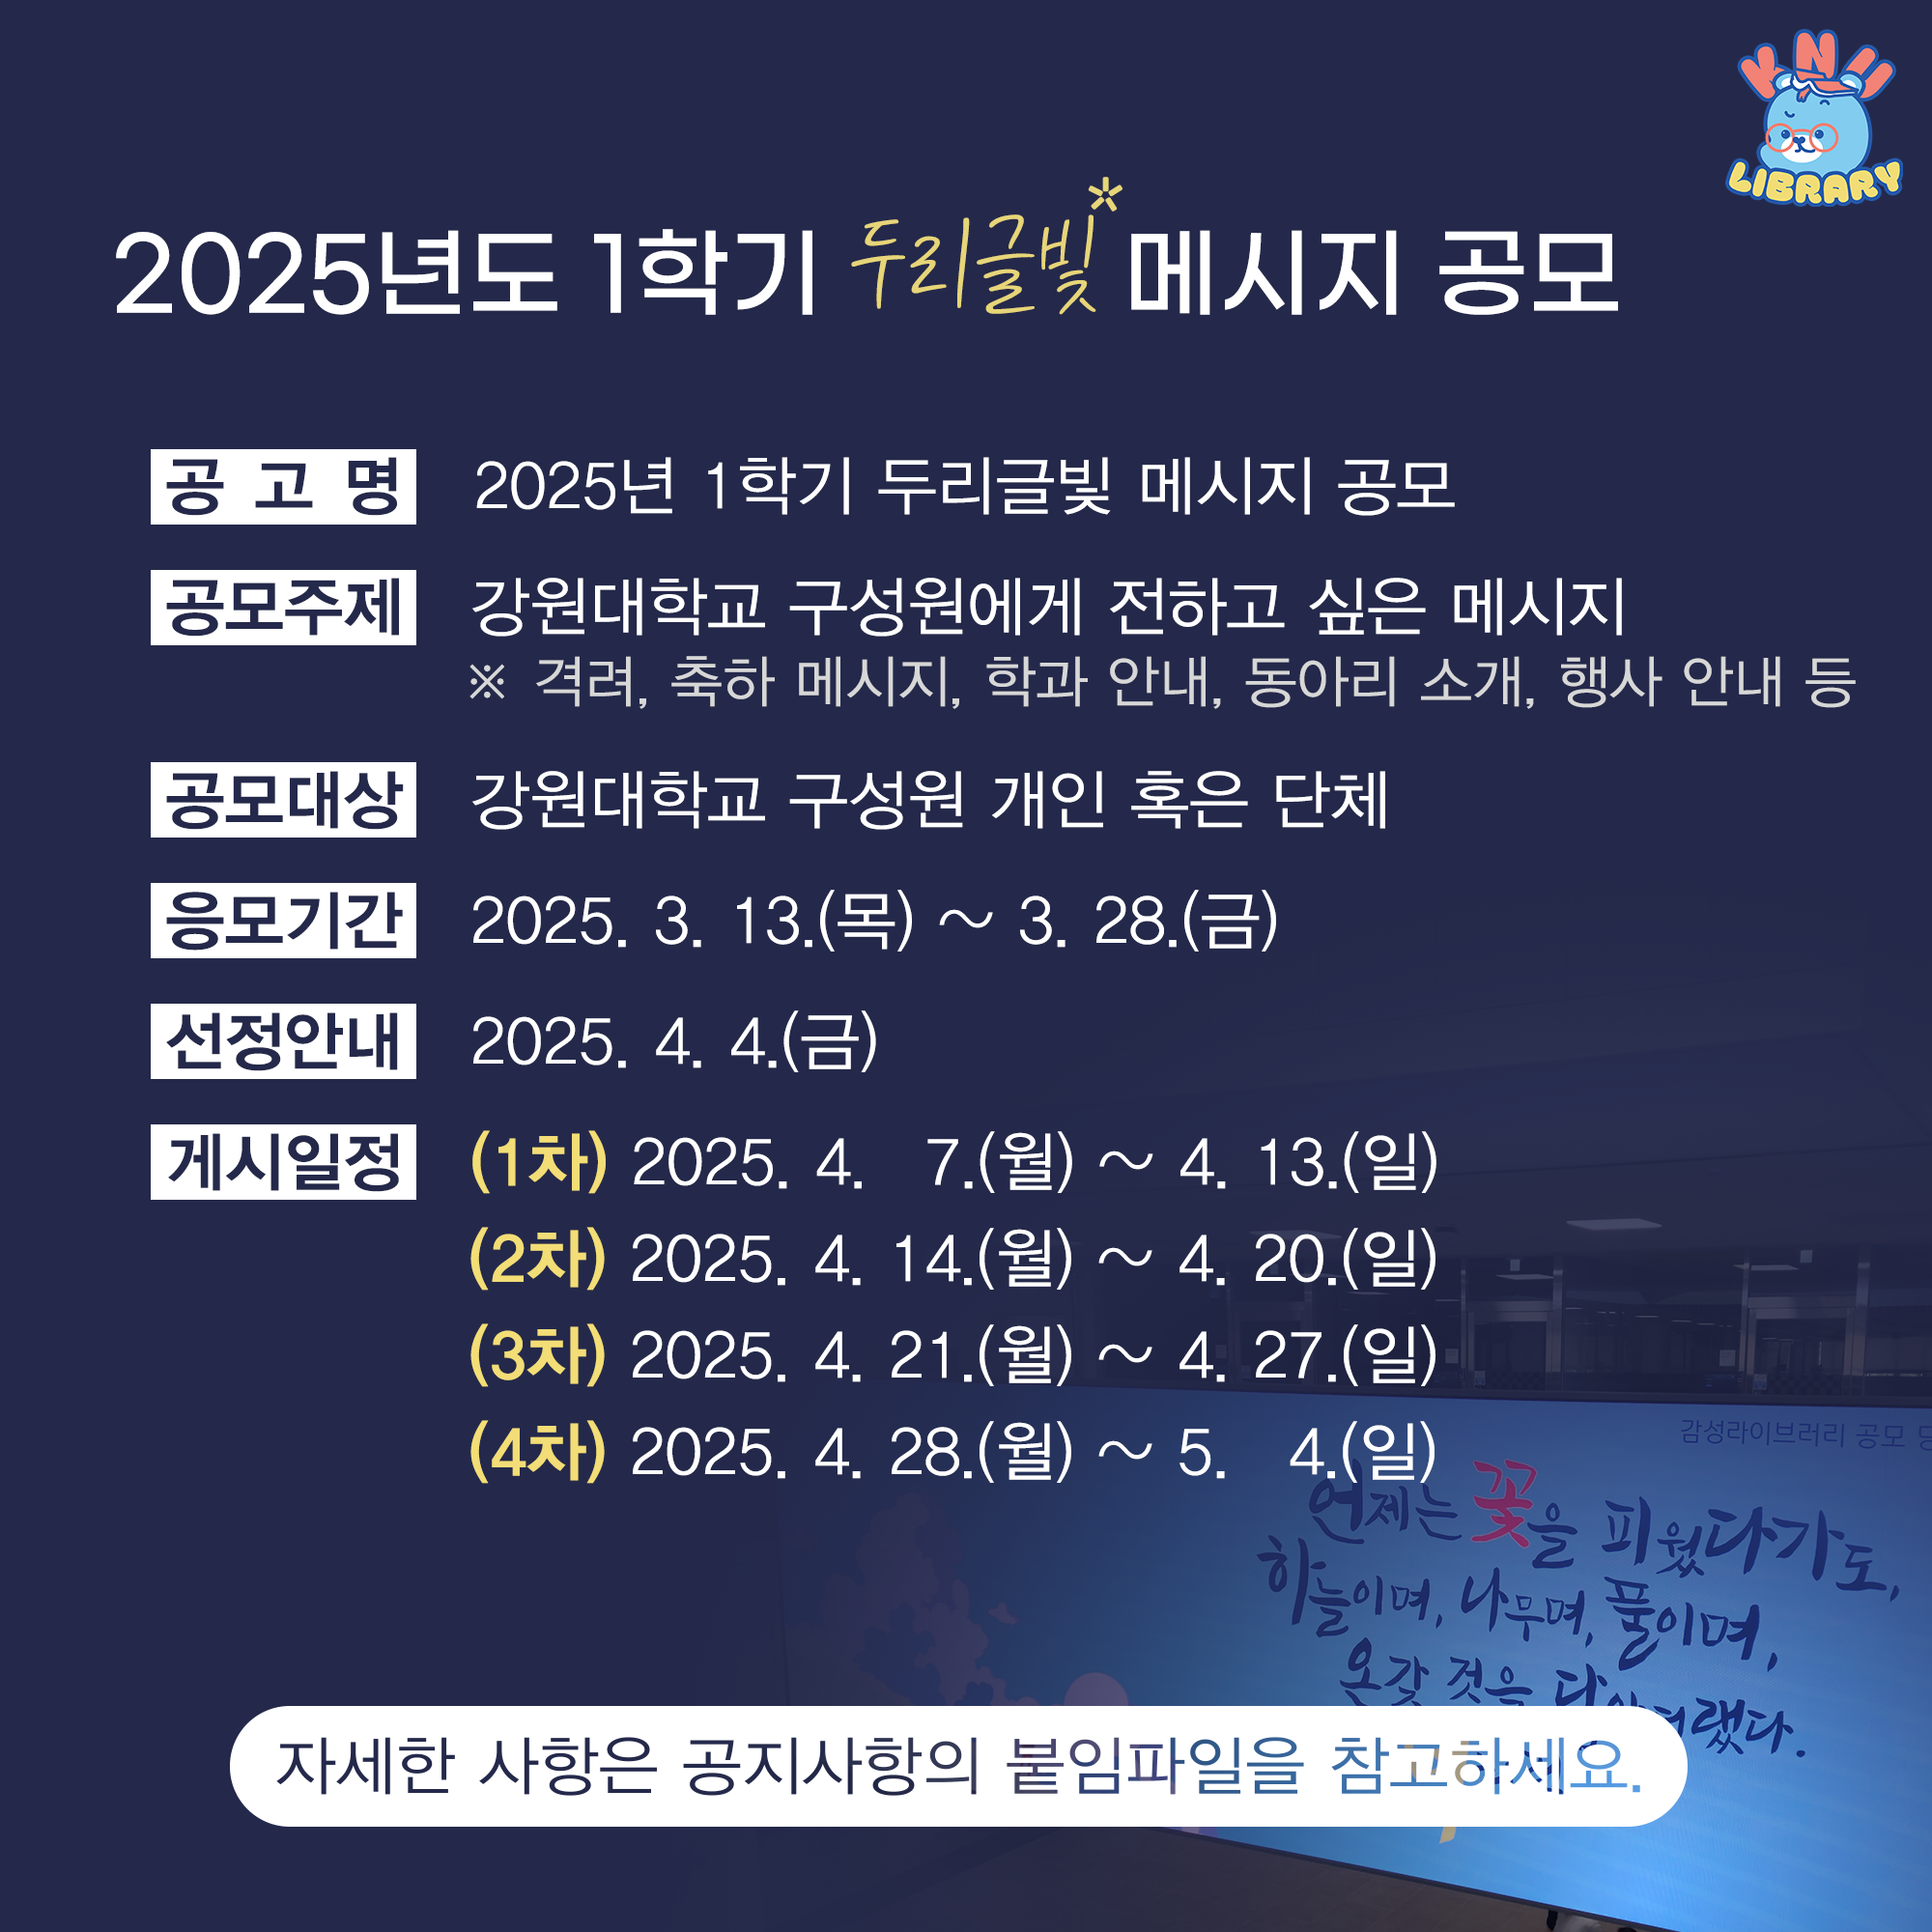 KNU
LIBRARY
2025년도 1학기 두리글빛* 메시지 공모
공 고 명 2025년 1학기 두리글빛 메시지 공모
공모주제 강원대학교 구성원에게 전하고 싶은 메시지
※ 격려, 축하 메시지, 학과 안내, 동아리 소개, 행사 안내 등
공모대상 강원대학교 구성원 개인 혹은 단체
응모기간 2025. 3. 13.(목) ~ 3. 28.(금)
선정안내 2025. 4. 4.(금)
게시일정 (1차) 2025. 4. 7.(월) ~ 4. 13.(일)
(2차) 2025. 4. 14.(월) ~ 4. 20.(일)
(3차) 2025. 4. 21.(월) ~ 4. 27.(일)
(4차) 2025. 4. 28.(월) ~ 5. 4.(일)
감성라이브러리 공모
언제는 꽃을 피웠다가도,
하늘이며, 나무며, 풀이며,
온갖 것을
자세한 사항은 공지사항의 붙임파일을 참고하세요.